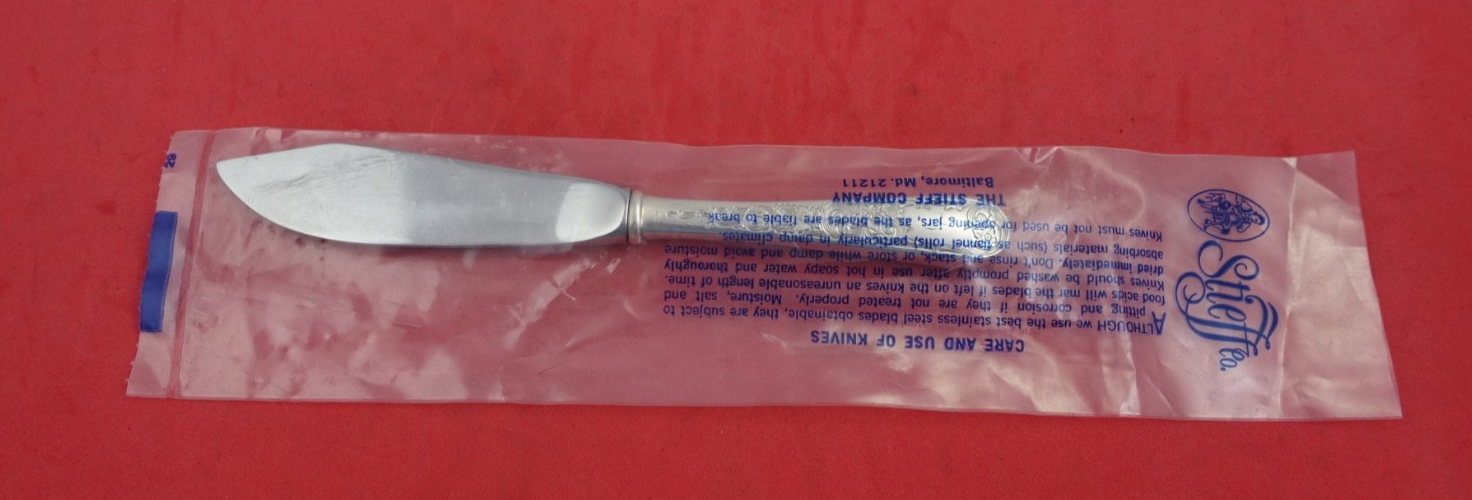 Stieff Co.
CARE AND USE OF KNIVES
ALTHOUGH we use the best stainless steel blades obtainable, they are subject to
pitting and corrosion if they are not treated properly. Moisture, salt and
food acids will mar the blades if left on the knives an unreasonable length of time.
Knives should be washed promptly after use in hot soapy water and thoroughly
dried immediately. Don't rinse and stack, or store while damp and avoid moisture
absorbing materials (such as flannel rolls) particularly in damp climates.
Knives must not be used for opening jars, as the blades are liable to break.
THE STIEFF COMPANY
Baltimore, Md. 21211
29